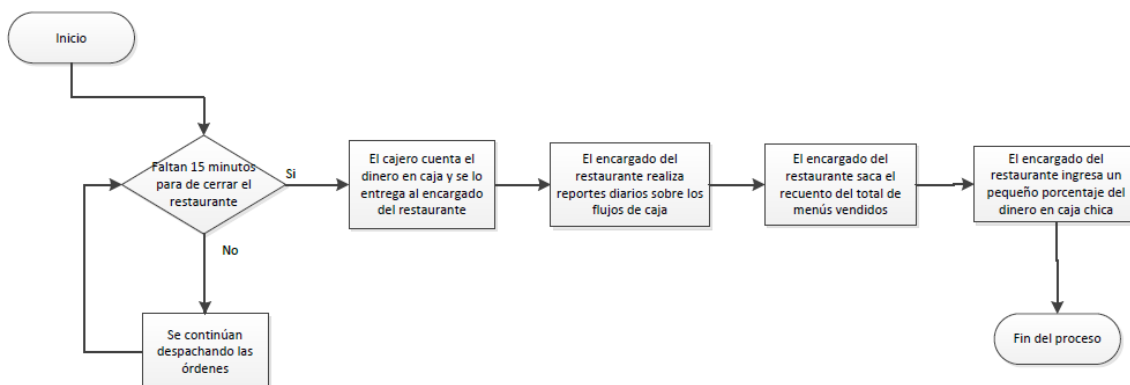 Inicio
Faltan 15 minutos
para de cerrar el
restaurante
Si
El cajero cuenta el
dinero en caja y se lo
entrega al encargado
del restaurante
El encargado del
restaurante realiza
reportes diarios sobre los
flujos de caja
El encargado del
restaurante saca el
recuento del total de
menús vendidos
El encargado del
restaurante ingresa un
pequeño porcentaje del
dinero en caja chica
No
Se continúan
despachando las
órdenes
Fin del proceso